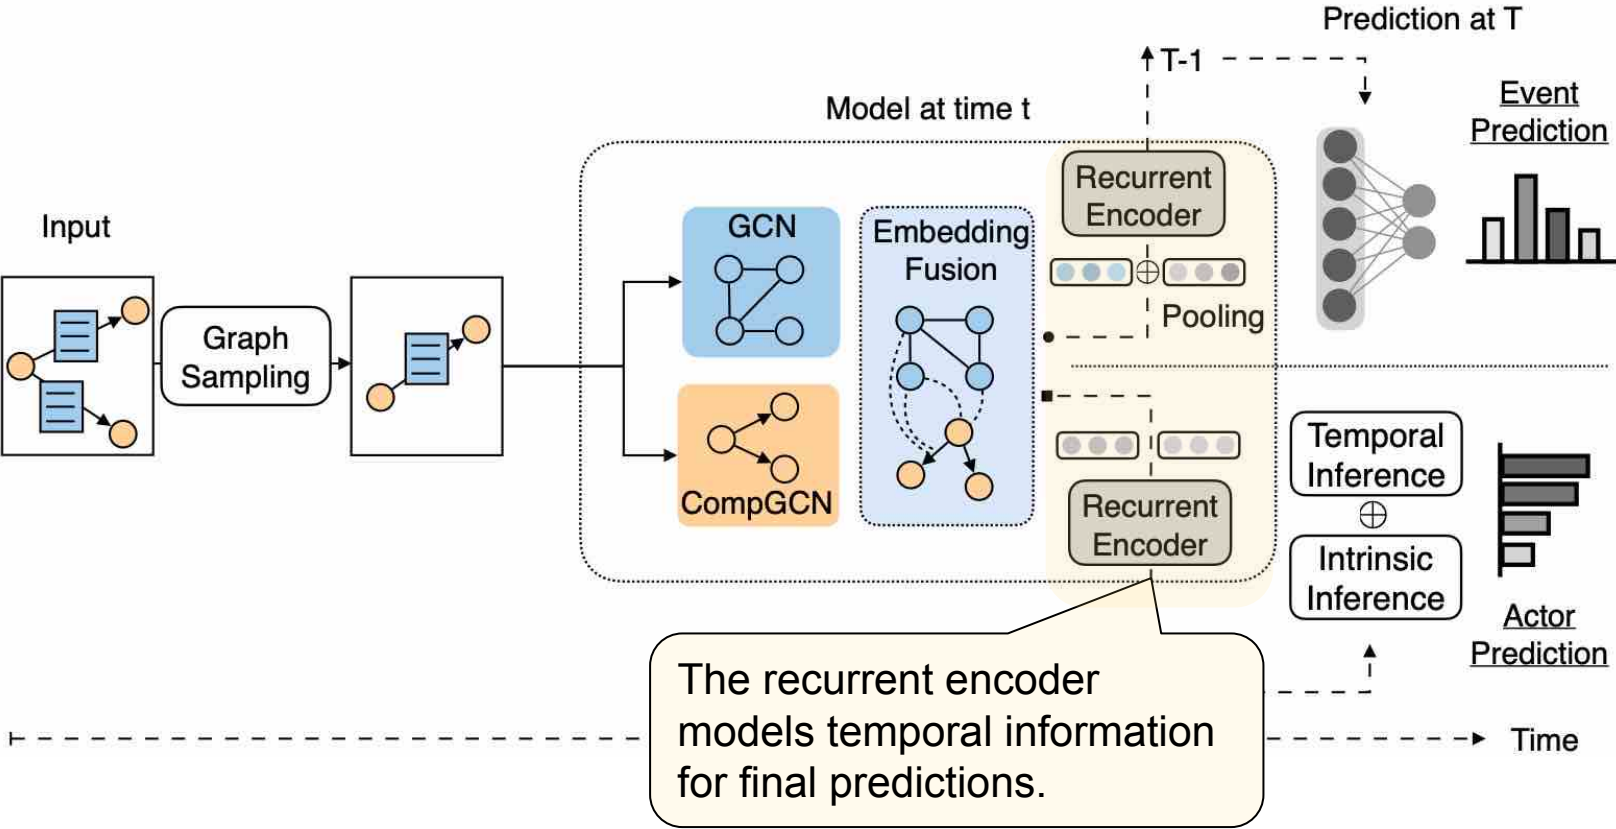 Prediction at T
T-1
Model at time t
Event
Prediction
Recurrent
Encoder
Input
GCN
Embedding
Fusion
Pooling
Graph
Sampling
CompGCN
Temporal
Inference
Recurrent
Encoder
Intrinsic
Inference
Actor
Prediction
The recurrent encoder
models temporal information
for final predictions.
Time